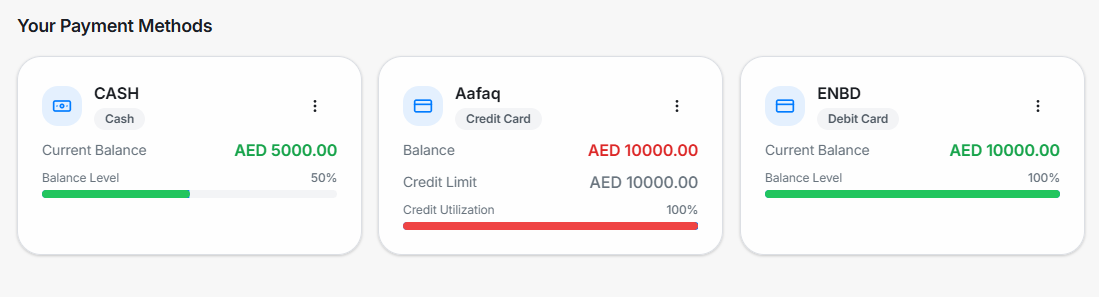 Your Payment Methods
CASH
Cash
Current Balance AED 5000.00
Balance Level 50%
Aafaq
Credit Card
Balance AED 10000.00
Credit Limit AED 10000.00
Credit Utilization 100%
ENBD
Debit Card
Current Balance AED 10000.00
Balance Level 100%